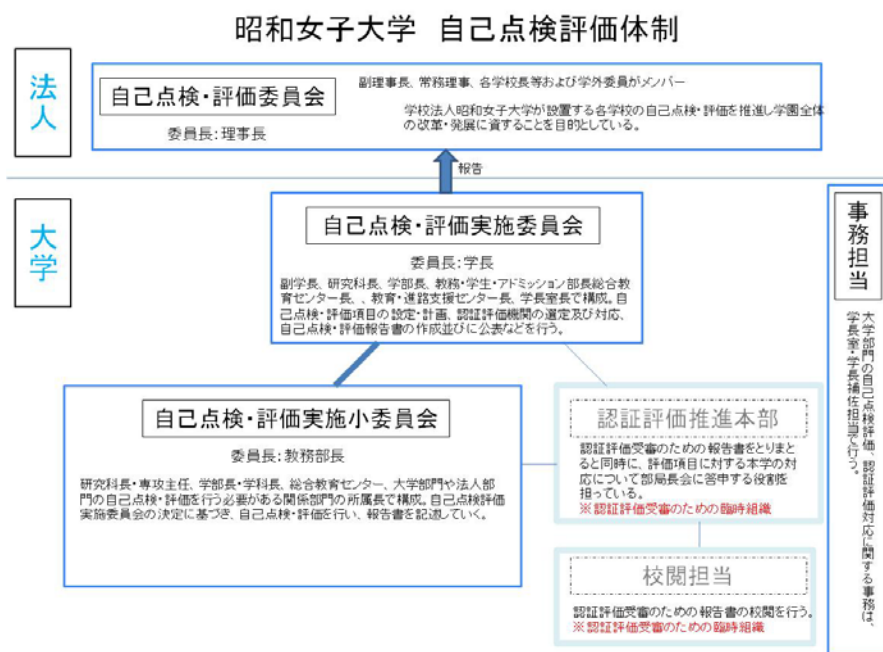 昭和女子大学　自己点検評価体制
法人
自己点検・評価委員会
委員長：理事長
副理事長、常務理事、各学校長等および学外委員がメンバー
学校法人昭和女子大学が設置する各学校の自己点検・評価を推進し学園全体
の改革・発展に資することを目的としている。
報告
大学
自己点検・評価実施委員会
委員長：学長
副学長、研究科長、学部長、教務・学生・アドミッション部長総合教
育センター長、、教育・進路支援センター長、学長室長で構成。自
己点検・評価項目の設定・計画、認証評価機関の選定及び対応、
自己点検・評価報告書の作成並びに公表などを行う。
自己点検・評価実施小委員会
委員長：教務部長
研究科長・専攻主任、学部長・学科長、総合教育センター、大学部門や法人部
門の自己点検・評価を行う必要がある関係部門の所属長で構成。自己点検評価
実施委員会の決定に基づき、自己点検・評価を行い、報告書を記述していく。
認証評価推進本部
認証評価受審のための報告書をとりまと
ると同時に、評価項目に対する本学の対
応について部局長会に答申する役割を
担っている。
※認証評価受審のための臨時組織
校閲担当
認証評価受審のための報告書の校閲を行う。
※認証評価受審のための臨時組織
事務担当
大学部門の自己点検評価、認証評価対応に関する事務は、
学長室・学長補佐担当で行う。